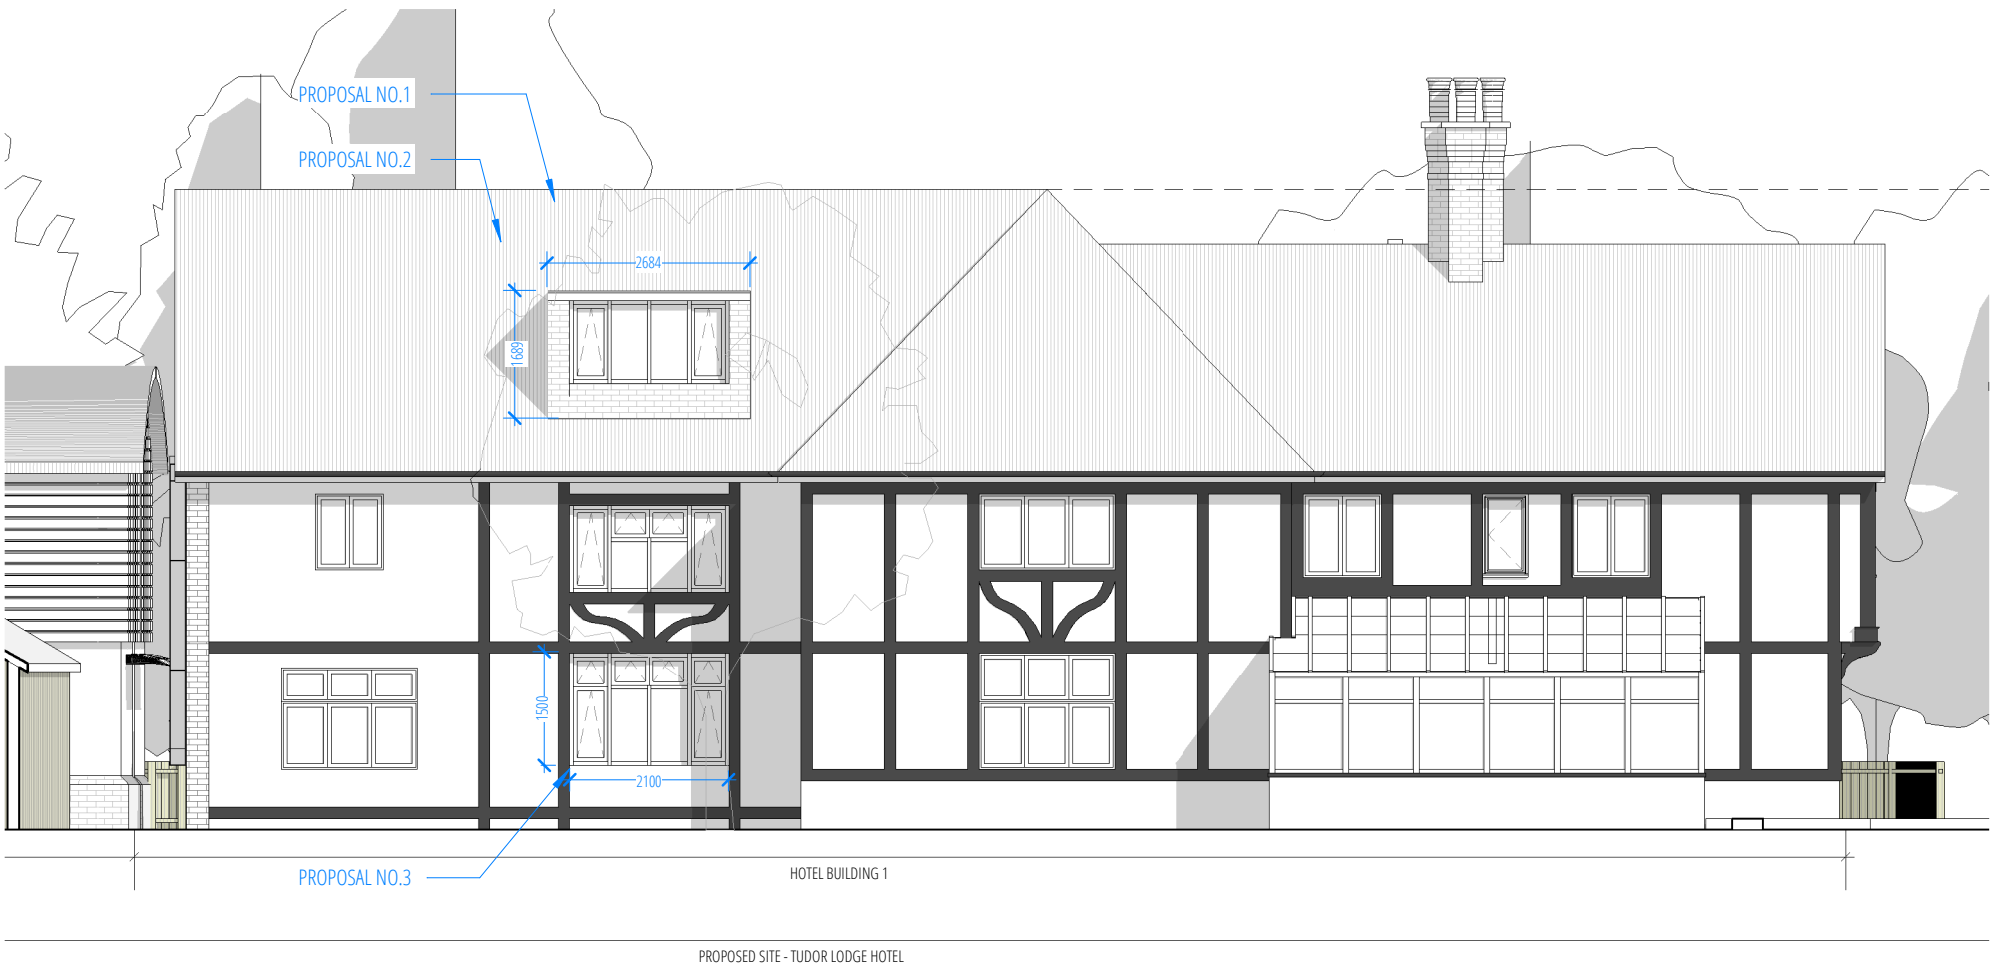 PROPOSAL NO.1
PROPOSAL NO.2
2684
1689
1500
2100
PROPOSAL NO.3
HOTEL BUILDING 1
PROPOSED SITE - TUDOR LODGE HOTEL